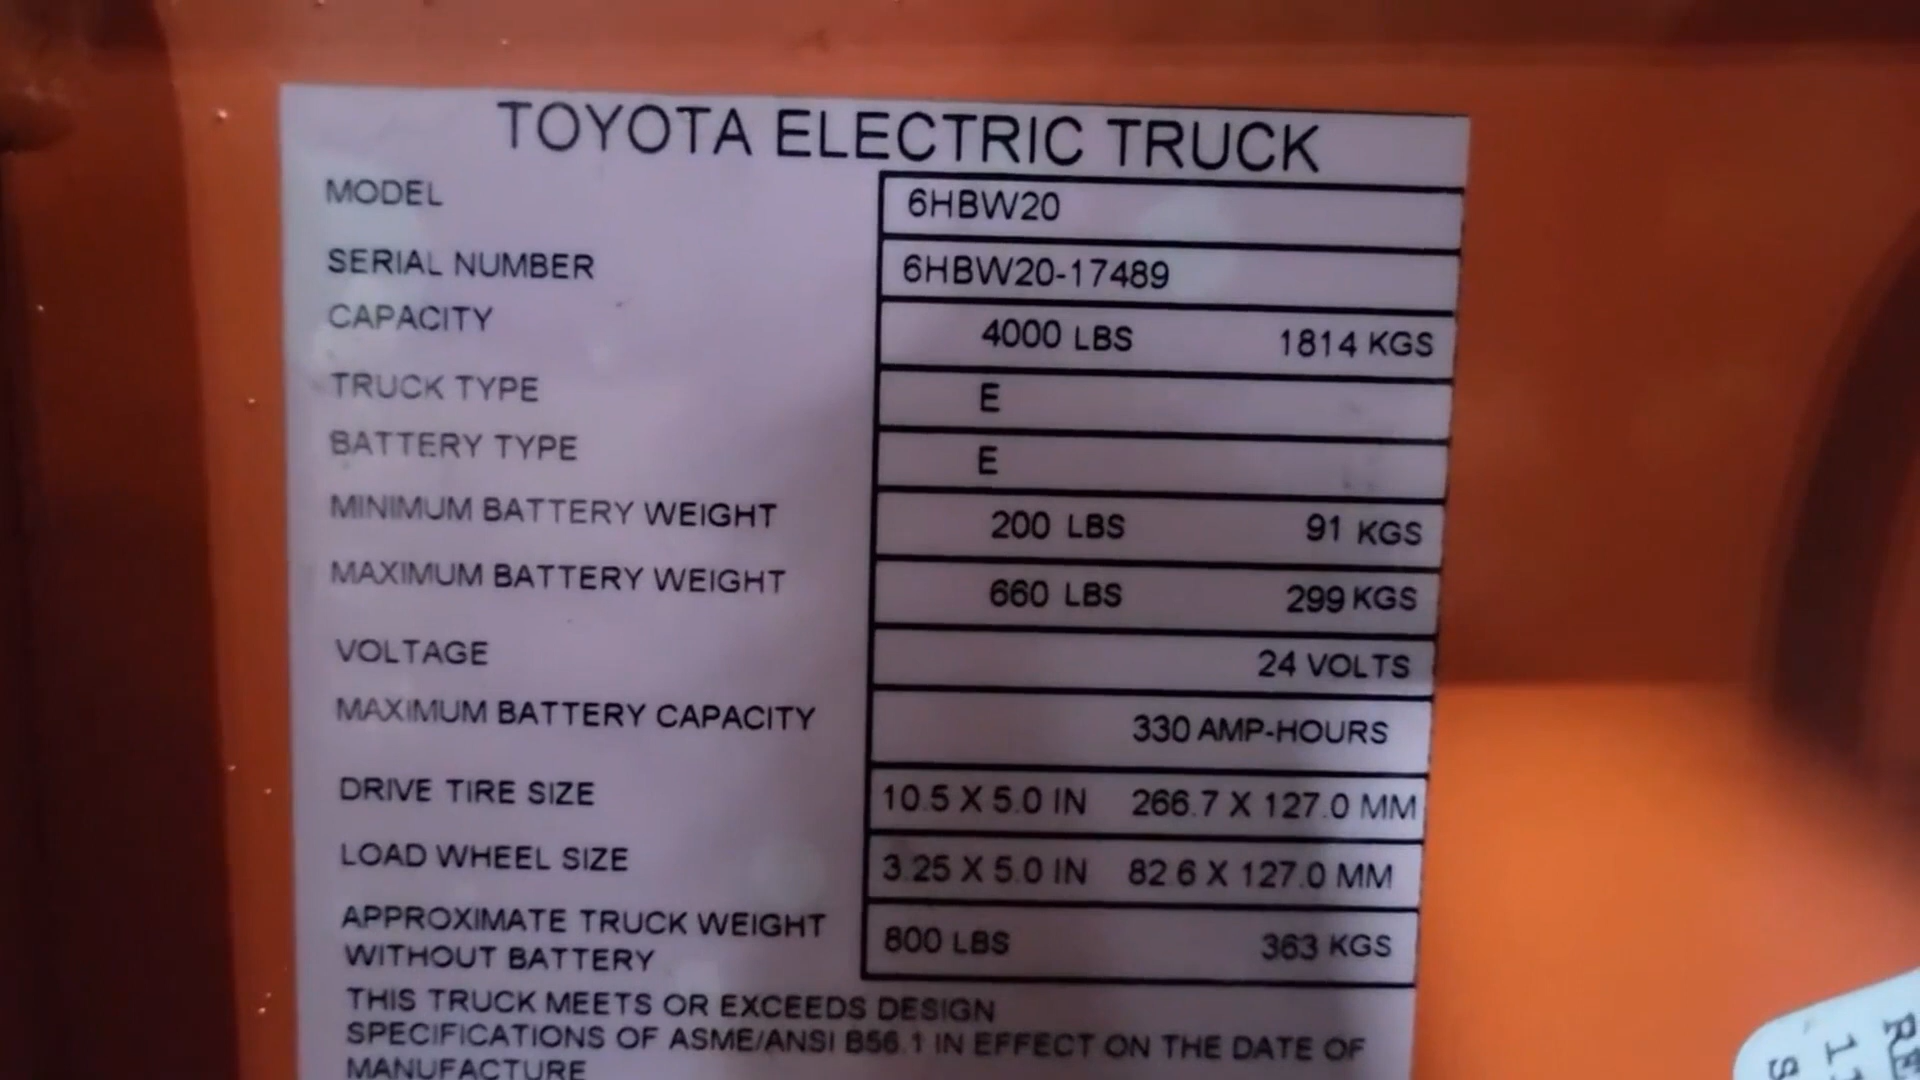 TOYOTA ELECTRIC TRUCK
MODEL 6HBW20
SERIAL NUMBER 6HBW20-17489
CAPACITY 4000 LBS 1814 KGS
TRUCK TYPE E
BATTERY TYPE E
MINIMUM BATTERY WEIGHT 200 LBS 91 KGS
MAXIMUM BATTERY WEIGHT 660 LBS 299 KGS
VOLTAGE 24 VOLTS
MAXIMUM BATTERY CAPACITY 330 AMP-HOURS
DRIVE TIRE SIZE 10.5 X 5.0 IN 266.7 X 127.0 MM
LOAD WHEEL SIZE 3.25 X 5.0 IN 82.6 X 127.0 MM
APPROXIMATE TRUCK WEIGHT
WITHOUT BATTERY 800 LBS 363 KGS
THIS TRUCK MEETS OR EXCEEDS DESIGN
SPECIFICATIONS OF ASME/ANSI B56.1 IN EFFECT ON THE DATE OF
MANUFACTURE